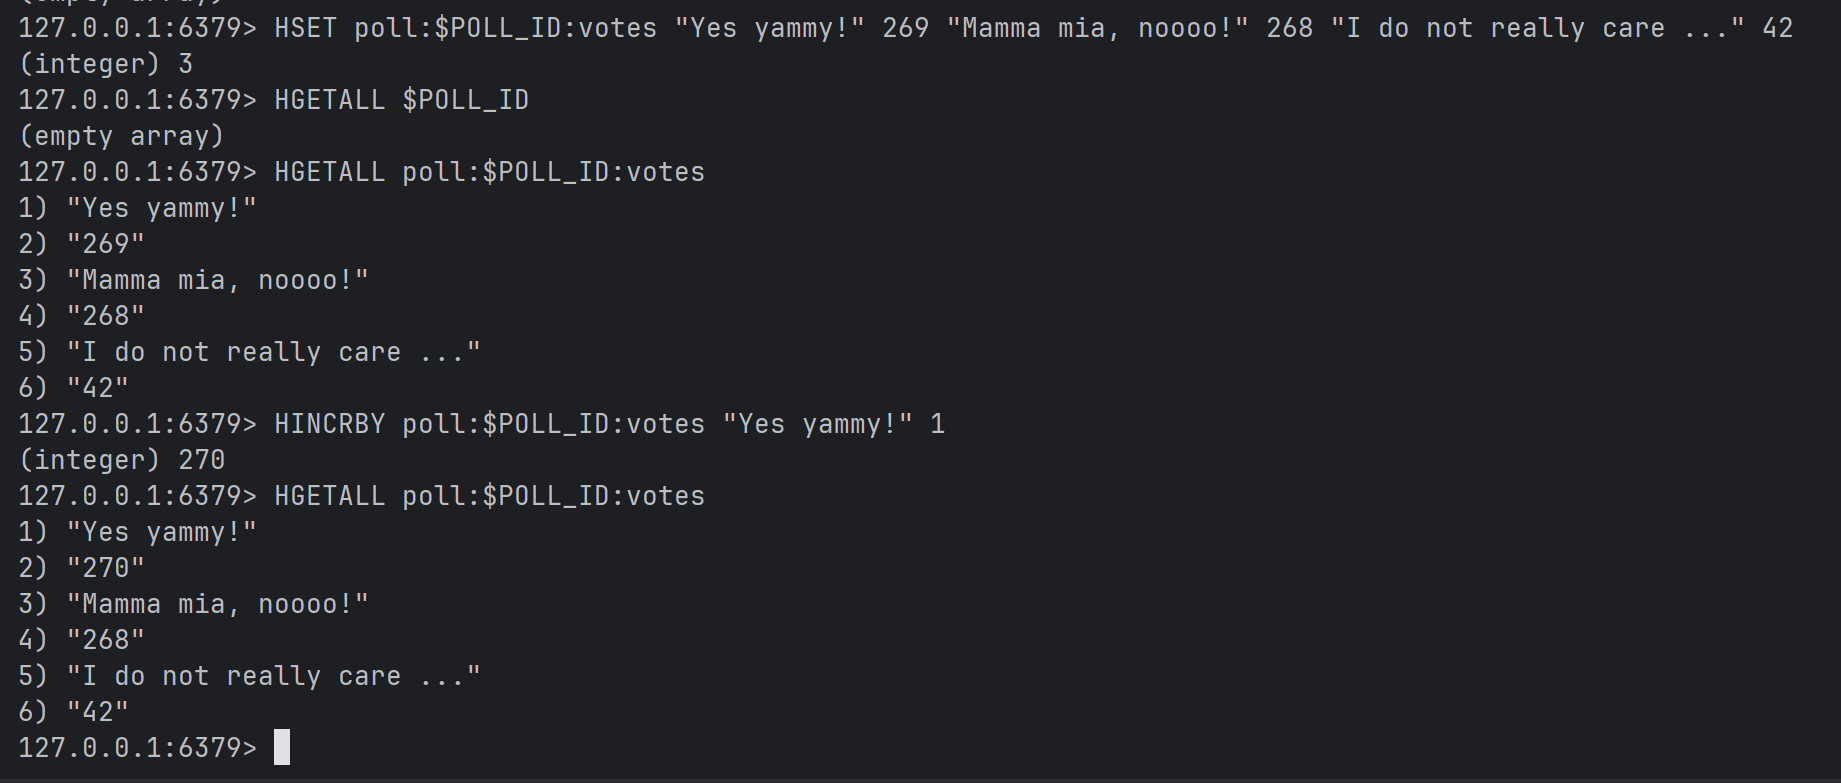 (empty array)
127.0.0.1:6379> HSET poll:$POLL_ID:votes "Yes yammy!" 269 "Mamma mia, noooo!" 268 "I do not really care ..." 42
(integer) 3
127.0.0.1:6379> HGETALL $POLL_ID
(empty array)
127.0.0.1:6379> HGETALL poll:$POLL_ID:votes
1) "Yes yammy!"
2) "269"
3) "Mamma mia, noooo!"
4) "268"
5) "I do not really care ..."
6) "42"
127.0.0.1:6379> HINCRBY poll:$POLL_ID:votes "Yes yammy!" 1
(integer) 270
127.0.0.1:6379> HGETALL poll:$POLL_ID:votes
1) "Yes yammy!"
2) "270"
3) "Mamma mia, noooo!"
4) "268"
5) "I do not really care ..."
6) "42"
127.0.0.1:6379>